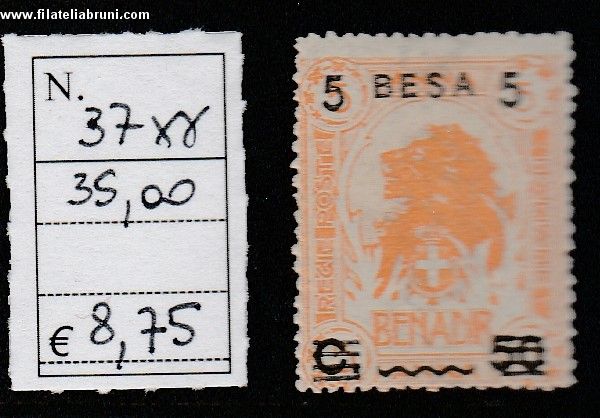 www.filateliabruni.com
N.
37 xx
35,00
€ 8,75
5 BESA 5
REGIE POSTE
BENADIR